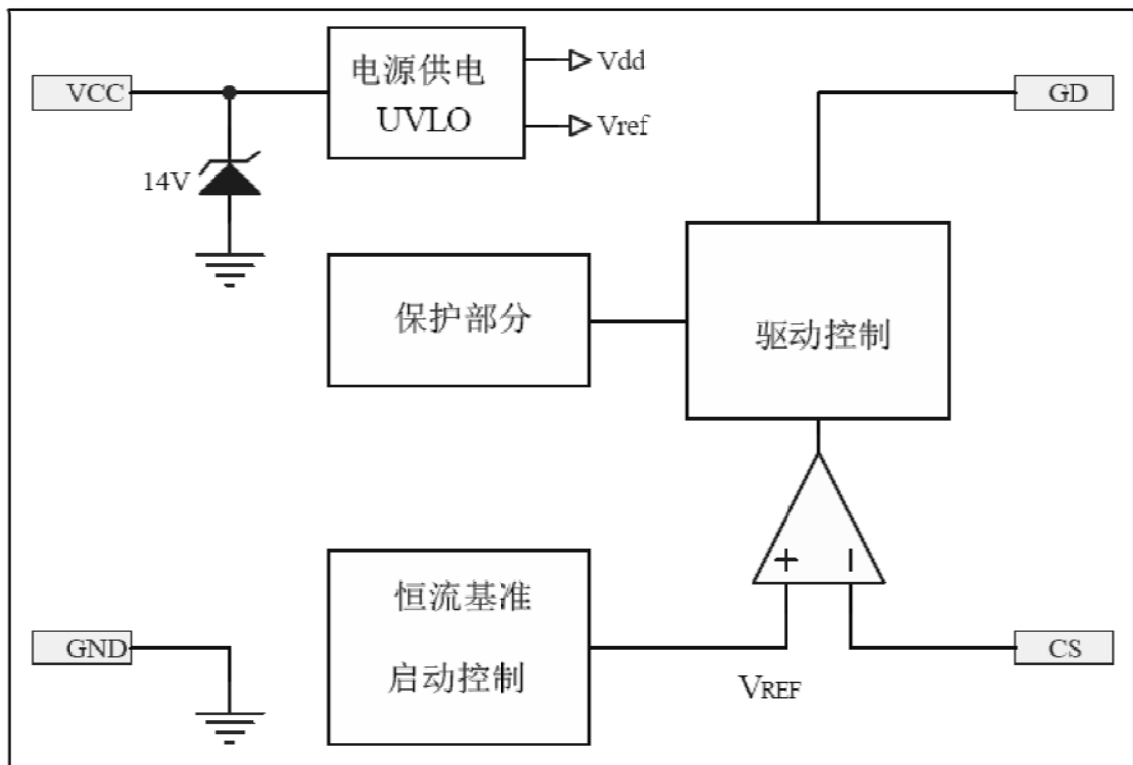 VCC
电源供电
UVLO
Vdd
Vref
GD
14V
保护部分
驱动控制
恒流基准
启动控制
+
−
GND
VREF
CS